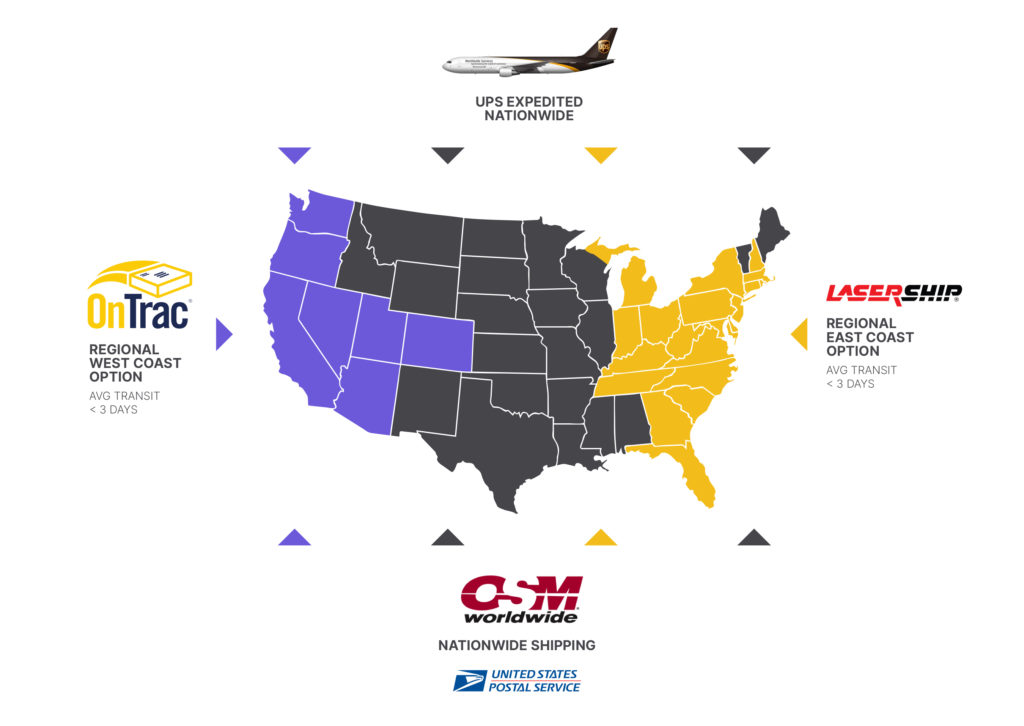 UPS EXPEDITED
NATIONWIDE
OnTrac
REGIONAL
WEST COAST
OPTION
AVG TRANSIT
< 3 DAYS
LASERSHIP
REGIONAL
EAST COAST
OPTION
AVG TRANSIT
< 3 DAYS
OSM
worldwide
NATIONWIDE SHIPPING
UNITED STATES
POSTAL SERVICE